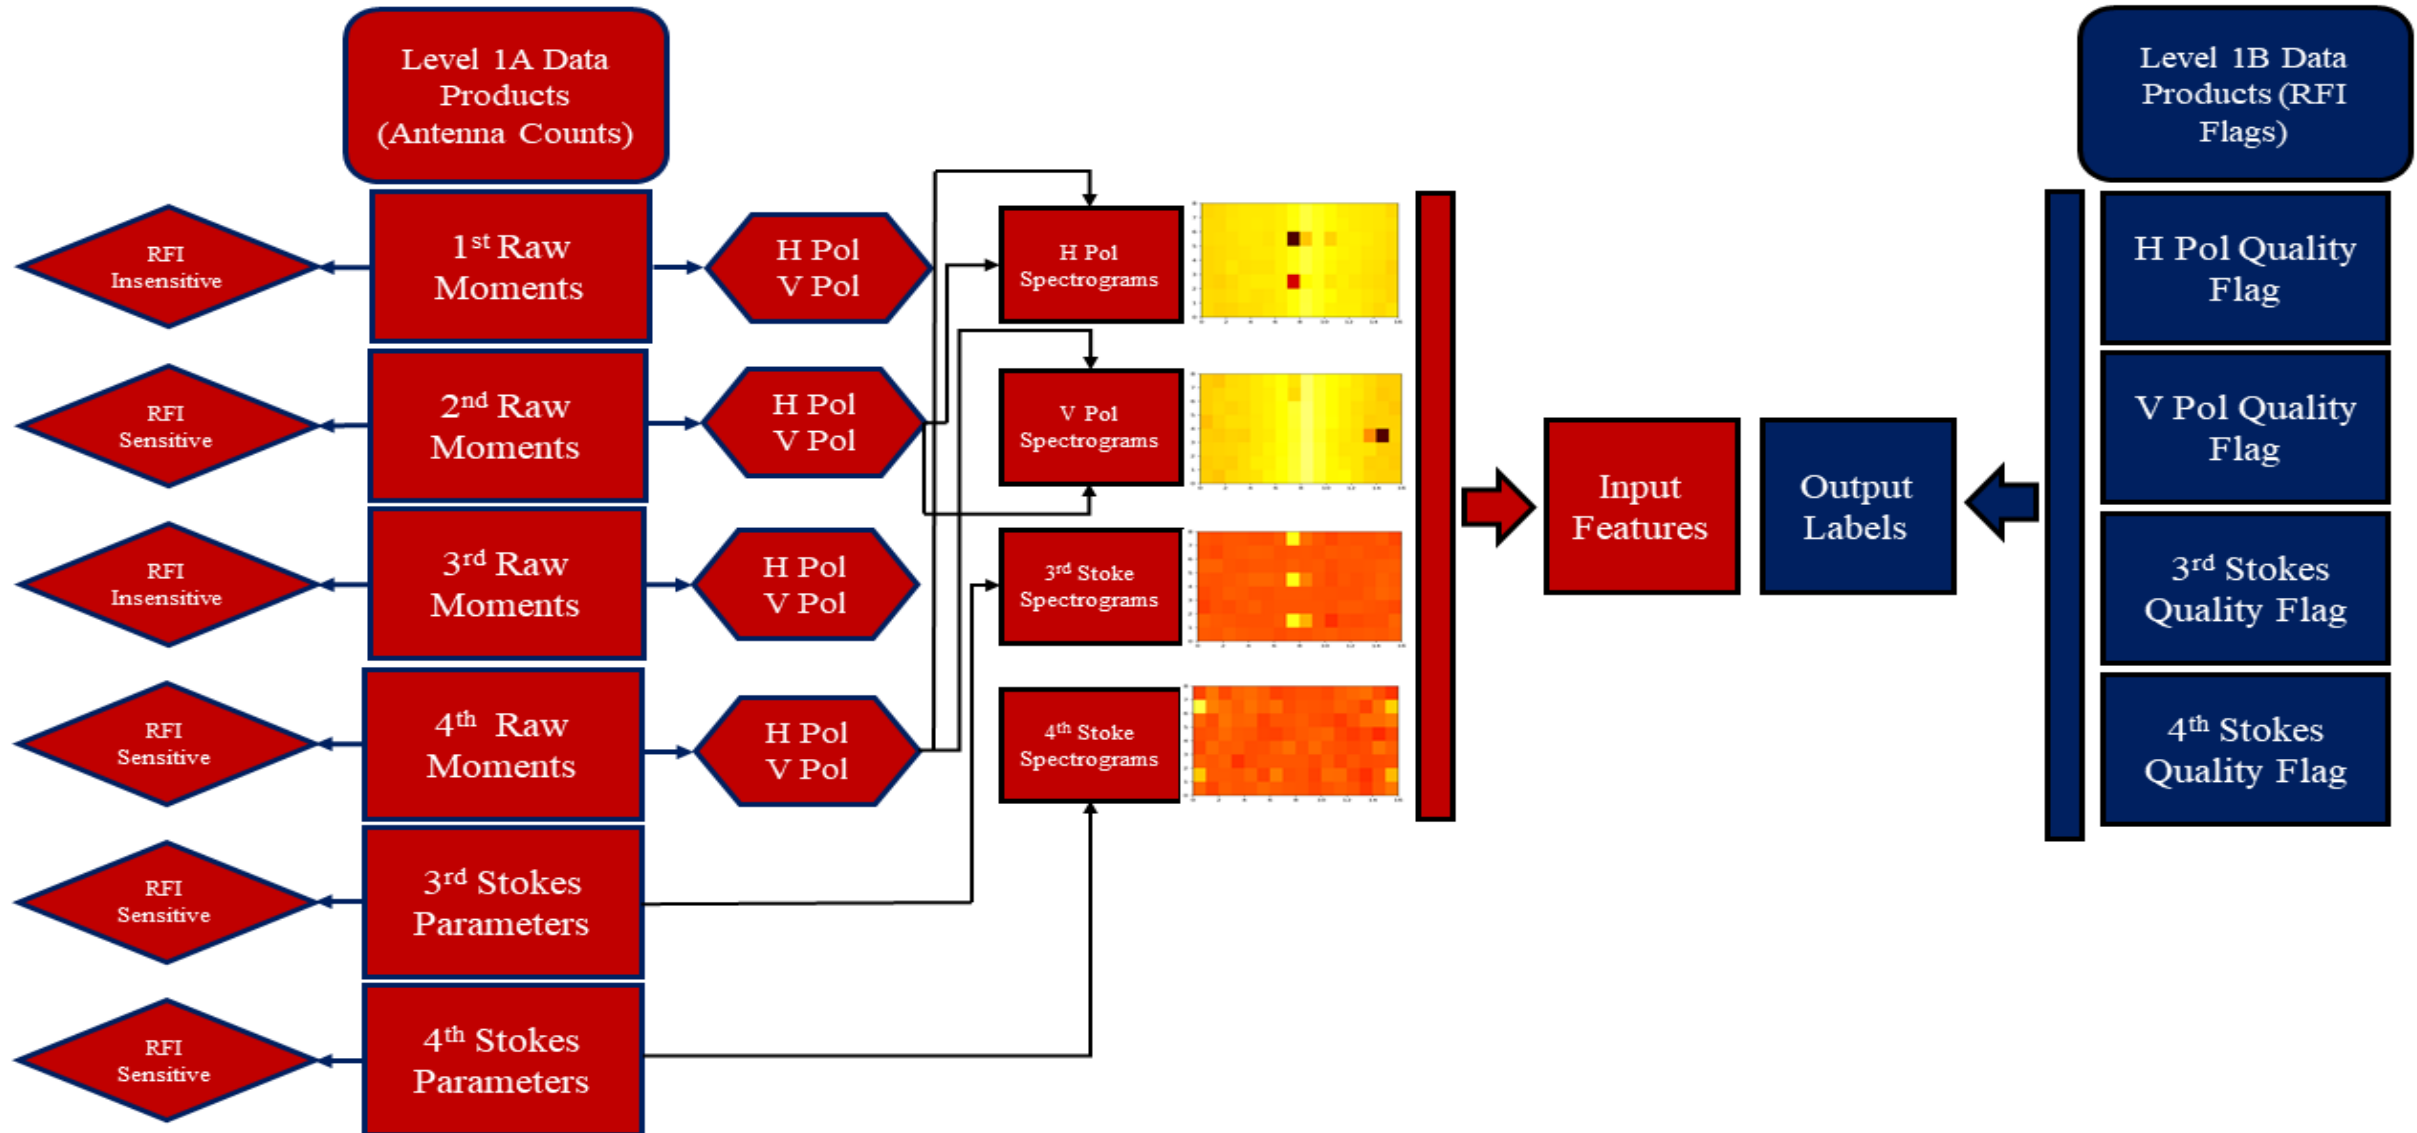 Level 1A Data
Products
(Antenna Counts)
Level 1B Data
Products (RFI
Flags)
RFI
Insensitive
1st Raw
Moments
H Pol
V Pol
H Pol
Spectrograms
H Pol Quality
Flag
RFI
Sensitive
2nd Raw
Moments
H Pol
V Pol
V Pol
Spectrograms
V Pol Quality
Flag
Input
Features
Output
Labels
RFI
Insensitive
3rd Raw
Moments
H Pol
V Pol
3rd Stoke
Spectrograms
3rd Stokes
Quality Flag
RFI
Sensitive
4th Raw
Moments
H Pol
V Pol
4th Stoke
Spectrograms
4th Stokes
Quality Flag
RFI
Sensitive
3rd Stokes
Parameters
RFI
Sensitive
4th Stokes
Parameters